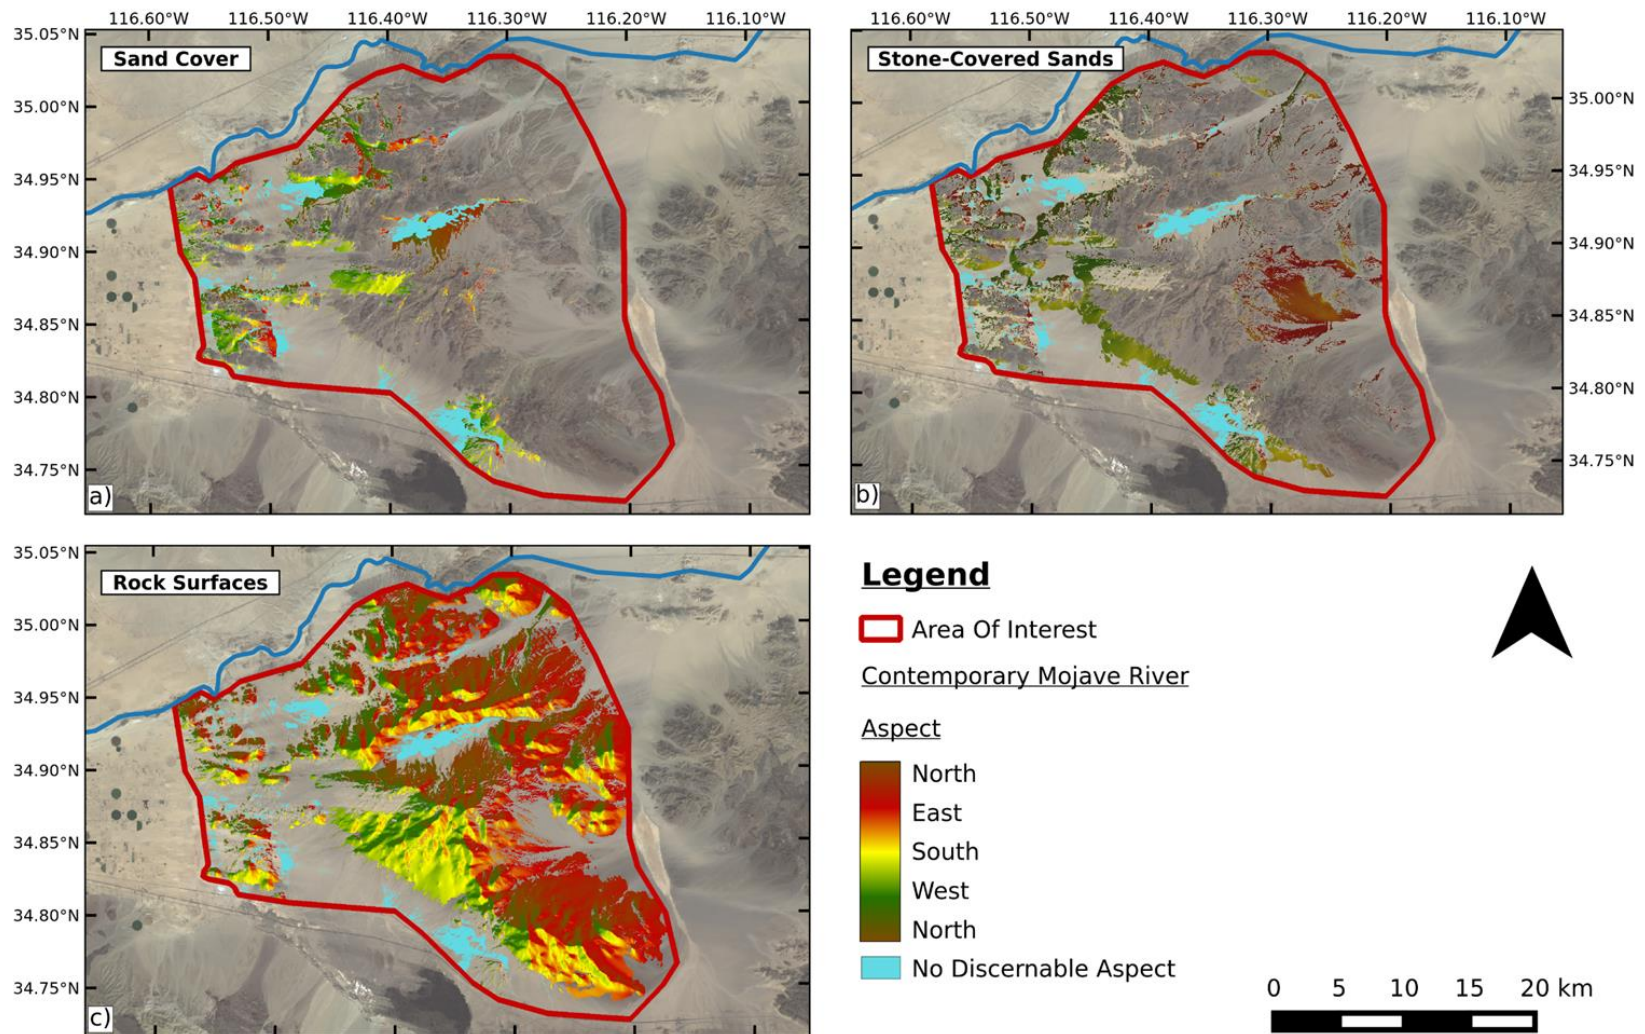 116.60°W 116.50°W 116.40°W 116.30°W 116.20°W 116.10°W
116.60°W 116.50°W 116.40°W 116.30°W 116.20°W 116.10°W
35.05°N
35.00°N
34.95°N
34.90°N
34.85°N
34.80°N
34.75°N
Sand Cover
a)
Stone-Covered Sands
b)
35.00°N
34.95°N
34.90°N
34.85°N
34.80°N
34.75°N
35.05°N
35.00°N
34.95°N
34.90°N
34.85°N
34.80°N
34.75°N
Rock Surfaces
c)
Legend
Area Of Interest
Contemporary Mojave River
Aspect
North
East
South
West
North
No Discernable Aspect
0 5 10 15 20 km